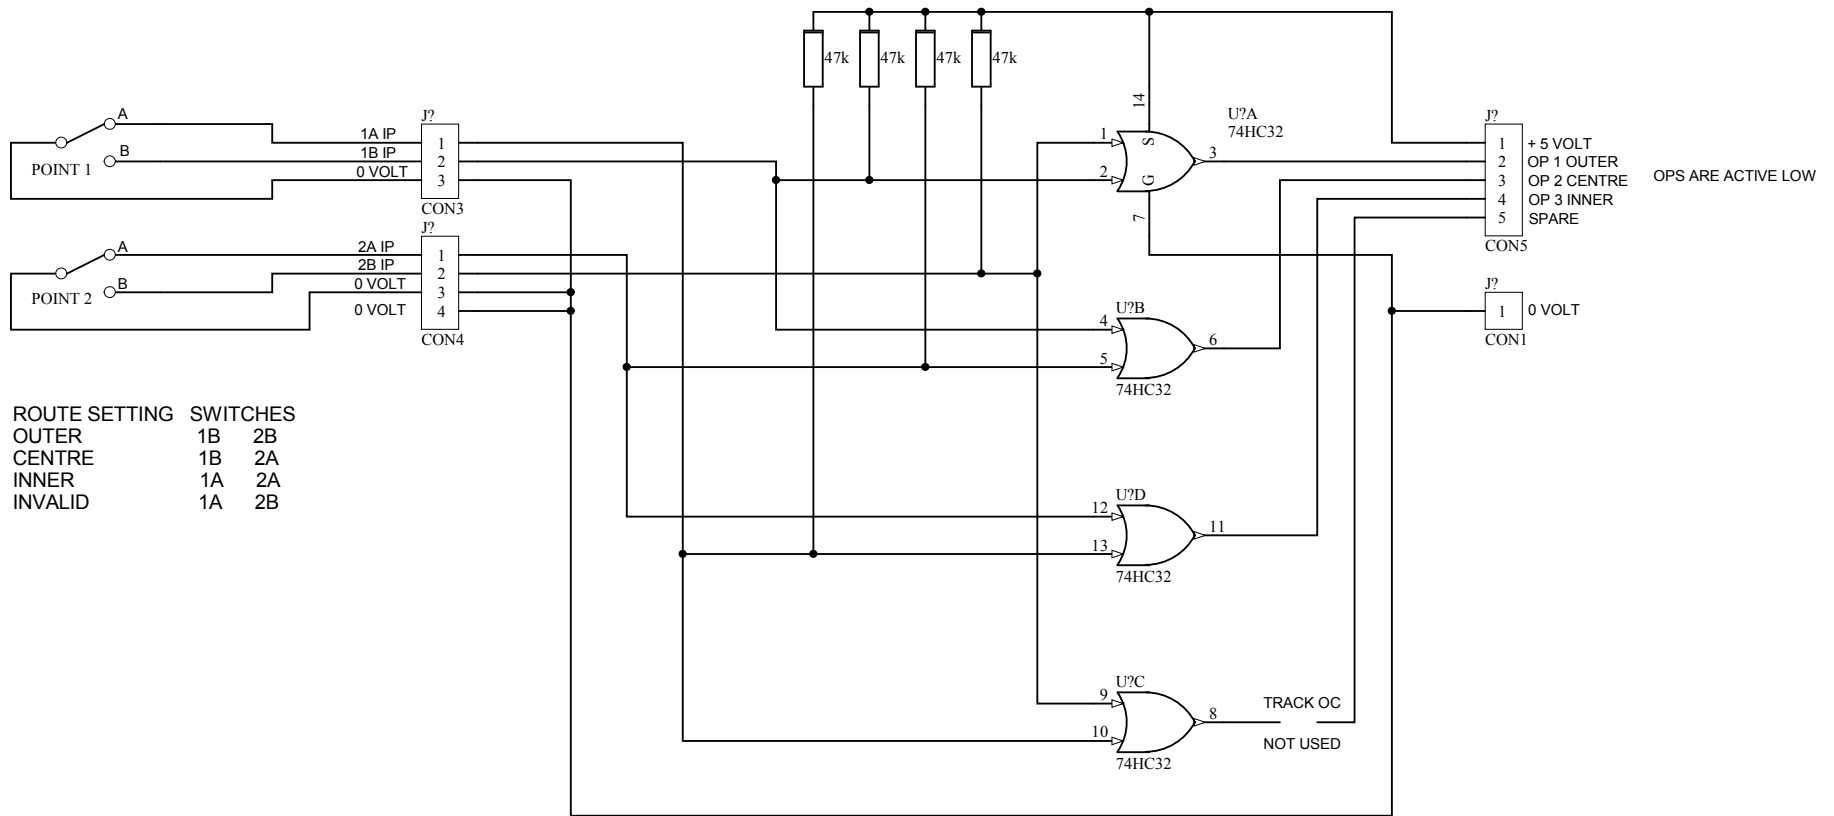 47k 47k 47k 47k
A
B
POINT 1
1A IP
1B IP
0 VOLT
J?
1
2
3
CON3
A
B
POINT 2
2A IP
2B IP
0 VOLT
0 VOLT
J?
1
2
3
4
CON4
ROUTE SETTING SWITCHES
OUTER 1B 2B
CENTRE 1B 2A
INNER 1A 2A
INVALID 1A 2B
14
U?A
74HC32
1
2
S
G
3
7
U?B
4
5
6
74HC32
U?D
12
13
11
74HC32
U?C
9
10
8
74HC32
TRACK OC
NOT USED
J?
1 + 5 VOLT
2 OP 1 OUTER
3 OP 2 CENTRE
4 OP 3 INNER
5 SPARE
CON5
OPS ARE ACTIVE LOW
J?
1 0 VOLT
CON1